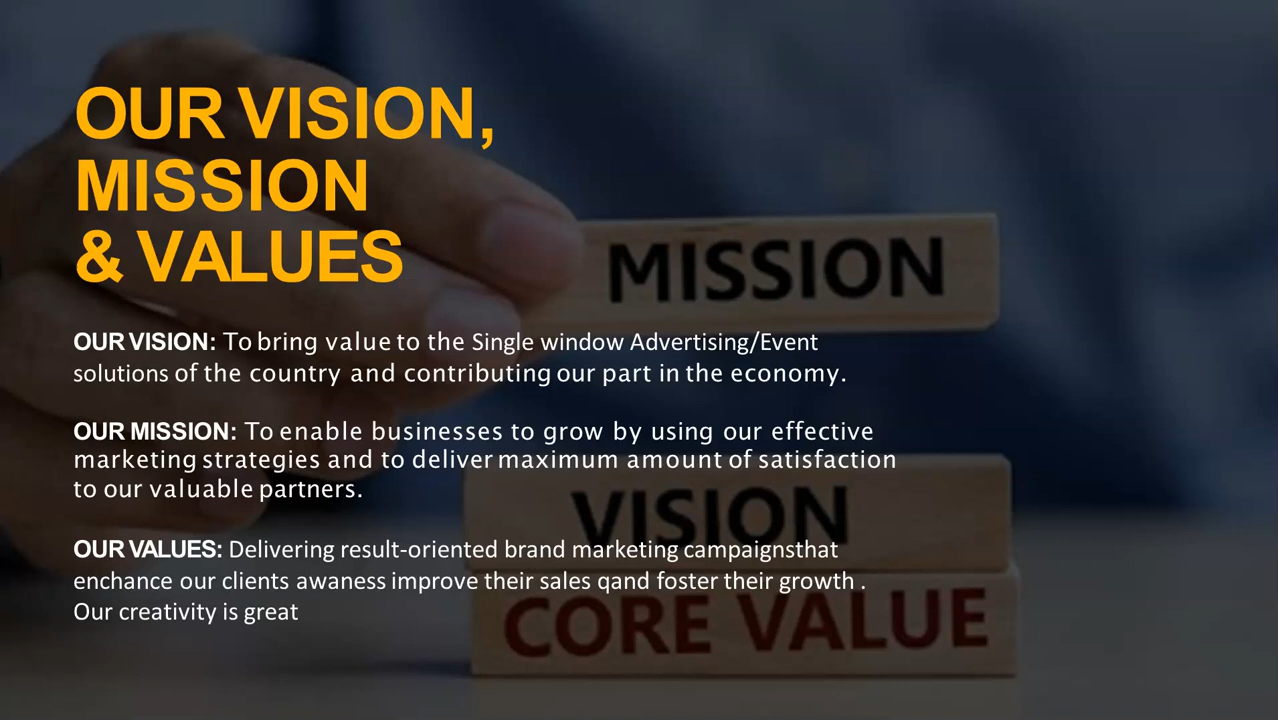 OUR VISION,
MISSION
& VALUES
MISSION
OUR VISION: To bring value to the Single window Advertising/Event
solutions of the country and contributing our part in the economy.
OUR MISSION: To enable businesses to grow by using our effective
marketing strategies and to deliver maximum amount of satisfaction
to our valuable partners.
VISION
OUR VALUES: Delivering result-oriented brand marketing campaignsthat
enchance our clients awaness improve their sales qand foster their growth .
Our creativity is great
CORE VALUE